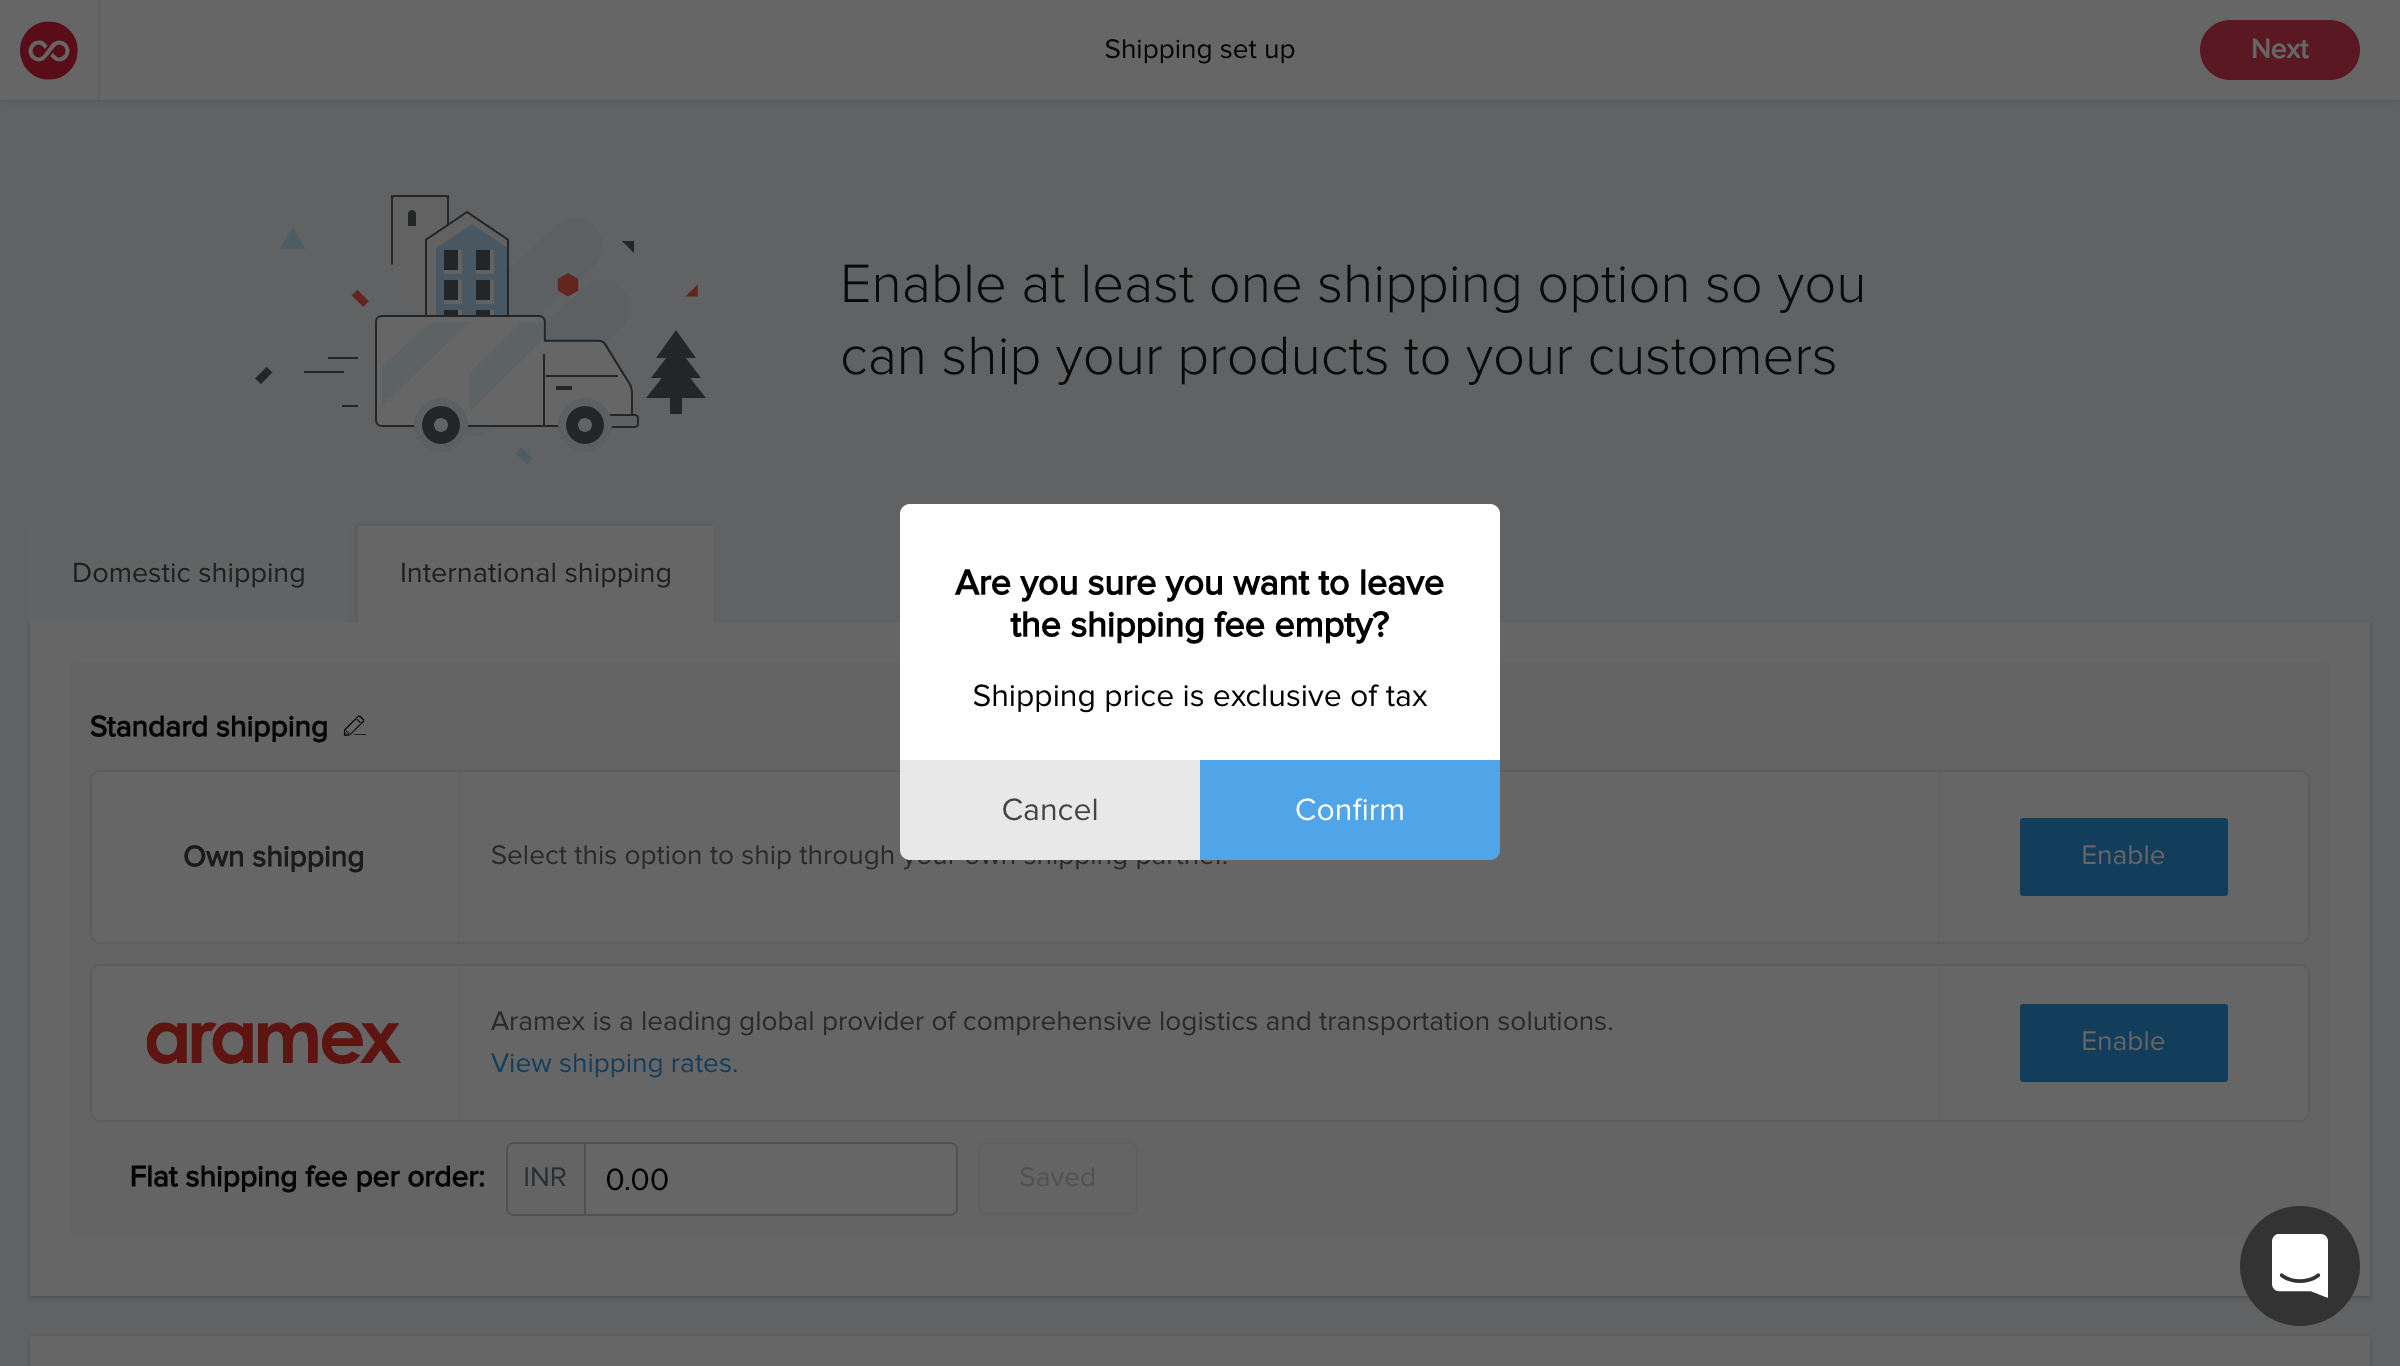 Shipping set up
Next
Enable at least one shipping option so you
can ship your products to your customers
Domestic shipping
International shipping
Are you sure you want to leave
the shipping fee empty?
Shipping price is exclusive of tax
Cancel
Confirm
Standard shipping
Own shipping
Select this option to ship through your own shipping partner.
Enable
aramex
Aramex is a leading global provider of comprehensive logistics and transportation solutions.
View shipping rates.
Enable
Flat shipping fee per order:
INR
0.00
Saved